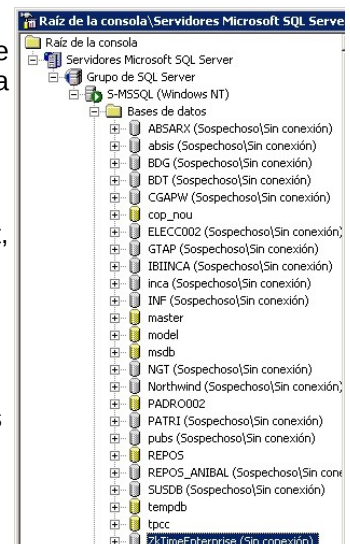 Raíz de la consola\Servidores Microsoft SQL Serve
Raíz de la consola
Servidores Microsoft SQL Server
Grupo de SQL Server
S-MSSQL (Windows NT)
Bases de datos
ABSARX (Sospechoso\Sin conexión)
absis (Sospechoso\Sin conexión)
BDG (Sospechoso\Sin conexión)
BDT (Sospechoso\Sin conexión)
CGAPW (Sospechoso\Sin conexión)
cop_nou
ELECC002 (Sospechoso\Sin conexión)
GTAP (Sospechoso\Sin conexión)
IBIINCA (Sospechoso\Sin conexión)
inca (Sospechoso\Sin conexión)
INF (Sospechoso\Sin conexión)
master
model
msdb
NGT (Sospechoso\Sin conexión)
Northwind (Sospechoso\Sin conexión)
PADRO002
PATRI (Sospechoso\Sin conexión)
pubs (Sospechoso\Sin conexión)
REPOS
REPOS_ANIBAL (Sospechoso\Sin cone
SUSDB (Sospechoso\Sin conexión)
tempdb
tpcc
ZkTimeEnterprise (Sin conexión)